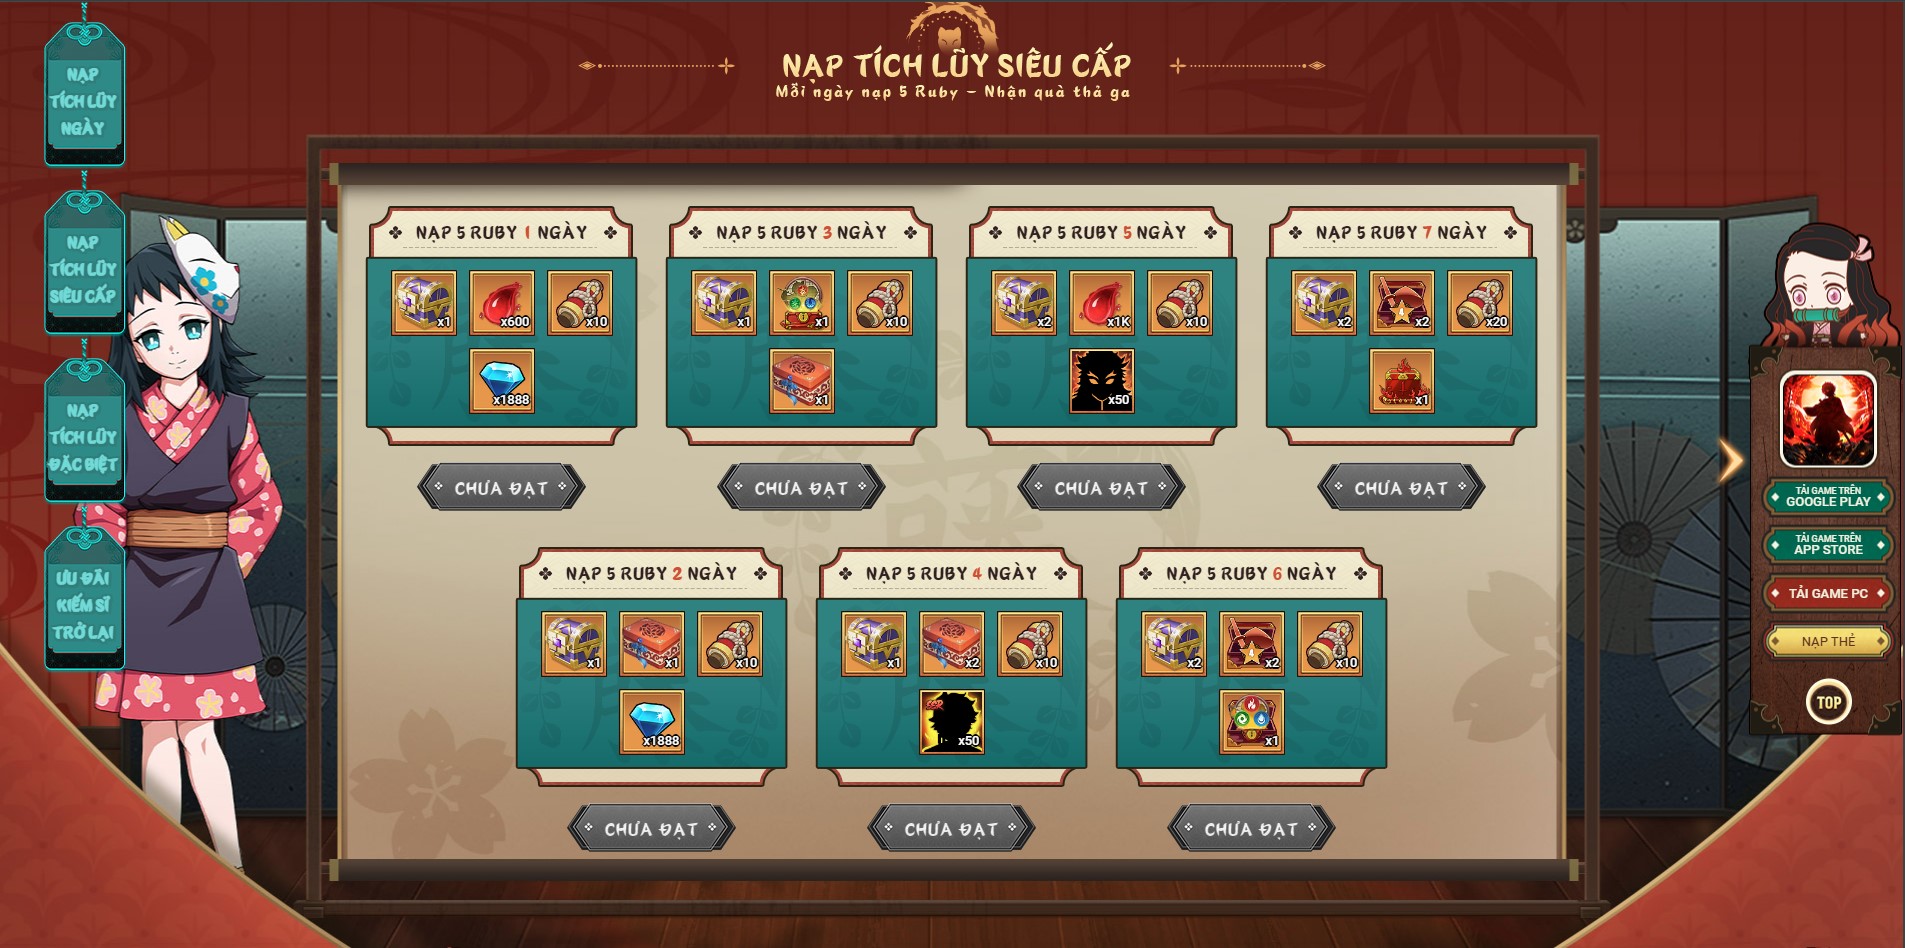 NẠP TÍCH LŨY SIÊU CẤP
Mỗi ngày nạp 5 Ruby – Nhận quà thả ga
NẠP
TÍCH LŨY
NGÀY
NẠP
TÍCH LŨY
SIÊU CẤP
NẠP
TÍCH LŨY
ĐẶC BIỆT
ƯU ĐÃI
KIẾM SĨ
TRỞ LẠI
NẠP 5 RUBY 1 NGÀY
x1 x600 x10
x1888
CHƯA ĐẠT
NẠP 5 RUBY 3 NGÀY
x1 x1 x10
x1
CHƯA ĐẠT
NẠP 5 RUBY 5 NGÀY
x2 x1K x10
x50
CHƯA ĐẠT
NẠP 5 RUBY 7 NGÀY
x2 4 x2 x20
x1
CHƯA ĐẠT
NẠP 5 RUBY 2 NGÀY
x1 x1 x10
x1888
CHƯA ĐẠT
NẠP 5 RUBY 4 NGÀY
x1 x2 x10
SSR x50
CHƯA ĐẠT
NẠP 5 RUBY 6 NGÀY
x2 4 x2 x10
x1
CHƯA ĐẠT
TẢI GAME TRÊN
GOOGLE PLAY
TẢI GAME TRÊN
APP STORE
TẢI GAME PC
NẠP THẺ
TOP